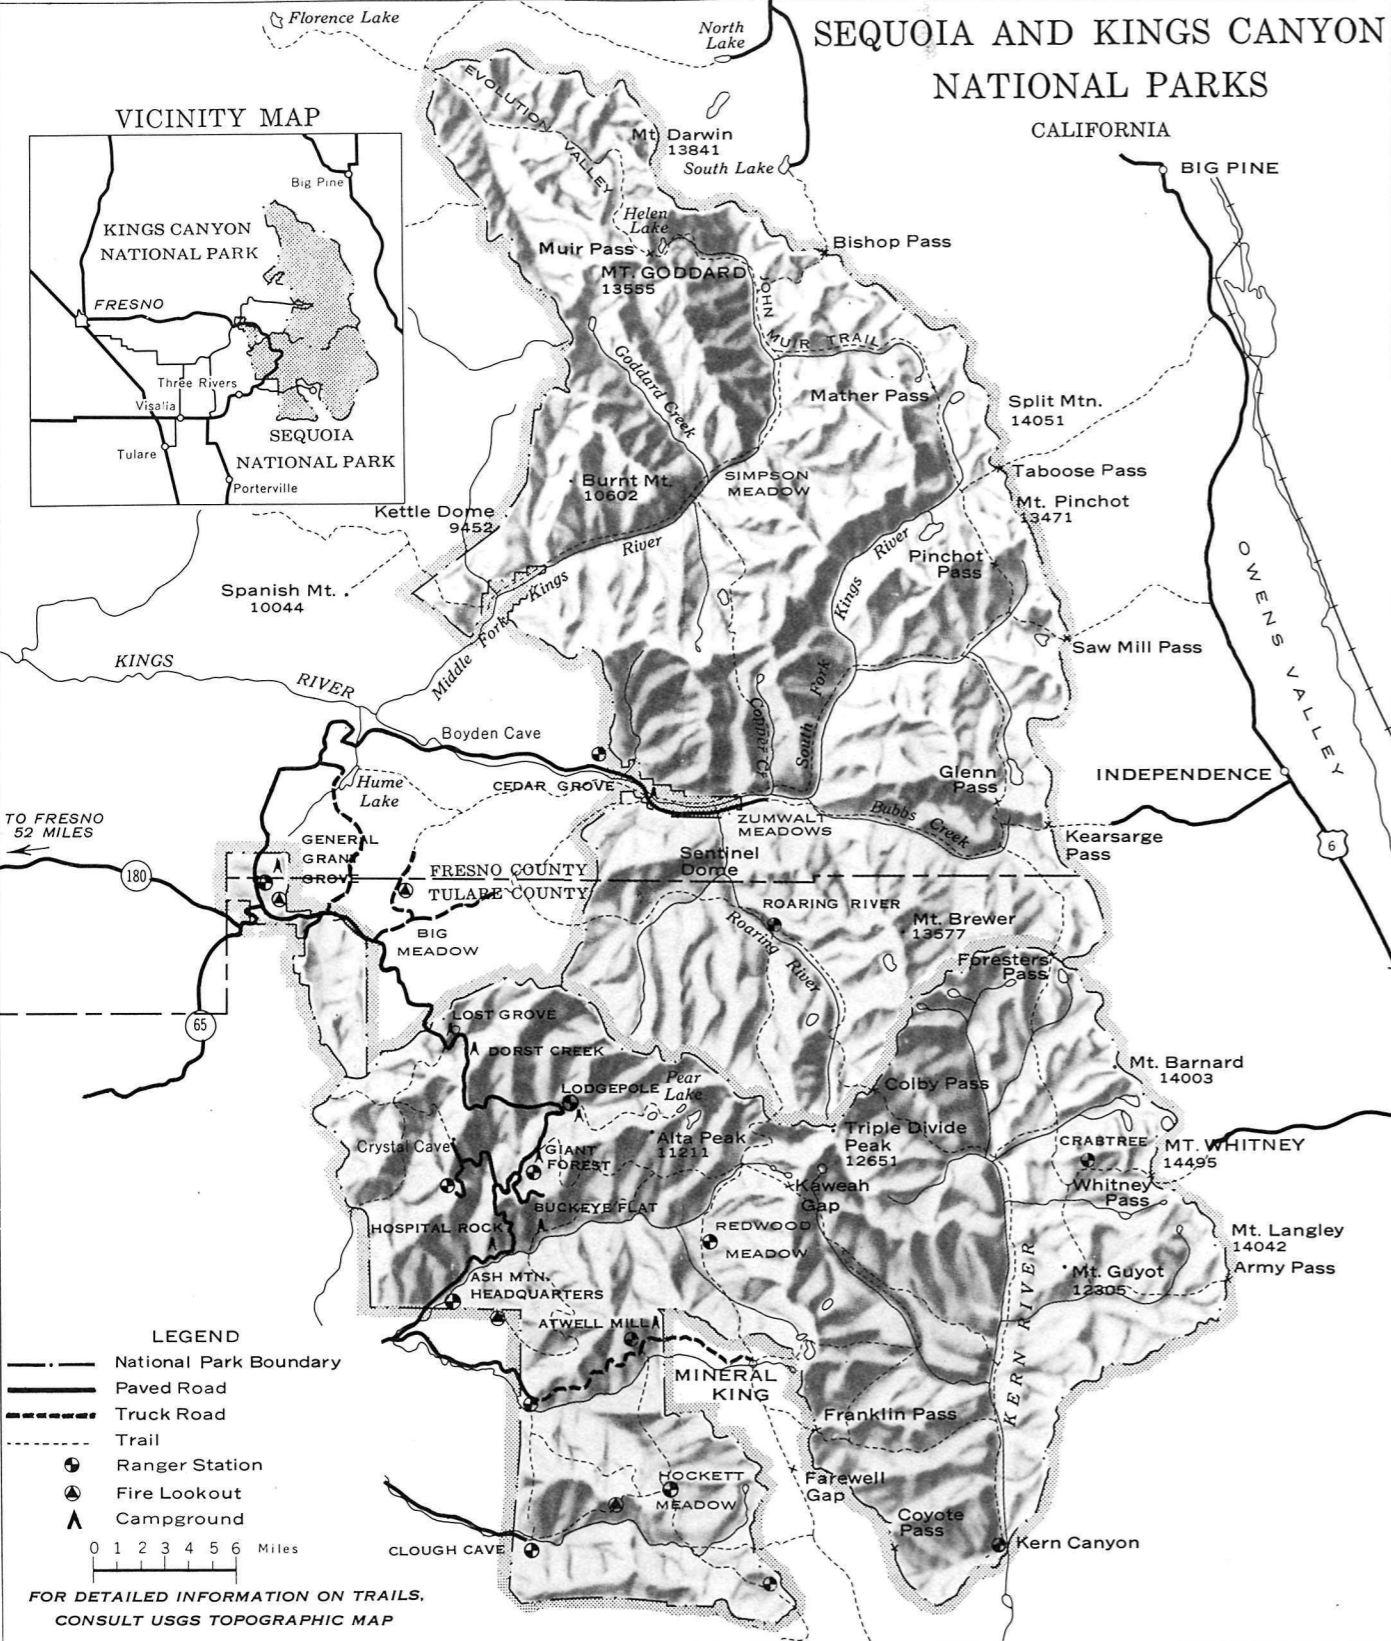 SEQUOIA AND KINGS CANYON
NATIONAL PARKS
CALIFORNIA
Florence Lake
North
Lake
VICINITY MAP
Big Pine
KINGS CANYON
NATIONAL PARK
FRESNO
Three Rivers
Visalia
Tulare
SEQUOIA
NATIONAL PARK
Porterville
EVOLUTION VALLEY
Mt. Darwin
13841
South Lake
BIG PINE
Helen
Lake
Muir Pass
Bishop Pass
MT. GODDARD
13555
JOHN MUIR TRAIL
Goddard Creek
Mather Pass
Split Mtn.
14051
Burnt Mt.
10602
SIMPSON
MEADOW
Taboose Pass
Mt. Pinchot
13471
Kettle Dome
9452
Pinchot
Pass
Spanish Mt.
10044
Middle Fork Kings River
South Fork Kings River
KINGS RIVER
Saw Mill Pass
OWENS VALLEY
Copper Cr.
Boyden Cave
Hume
Lake
CEDAR GROVE
Glenn
Pass
INDEPENDENCE
TO FRESNO
52 MILES
ZUMWALT
MEADOWS
Bubbs Creek
Kearsarge
Pass
6
180
GENERAL
GRANT
GROVE
Sentinel
Dome
FRESNO COUNTY
TULARE COUNTY
BIG
MEADOW
ROARING RIVER
Roaring River
Mt. Brewer
13577
Foresters
Pass
65
LOST GROVE
DORST CREEK
LODGEPOLE
Pear
Lake
Colby Pass
Mt. Barnard
14003
Crystal Cave
GIANT
FOREST
Alta Peak
11211
Triple Divide
Peak
12651
CRABTREE
MT. WHITNEY
14495
Whitney
Pass
Kaweah
Gap
BUCKEYE FLAT
HOSPITAL ROCK
REDWOOD
MEADOW
Mt. Langley
14042
Army Pass
Mt. Guyot
12305
KERN RIVER
ASH MTN.
HEADQUARTERS
ATWELL MILL
MINERAL
KING
Franklin Pass
Farewell
Gap
HOCKETT
MEADOW
Coyote
Pass
CLOUGH CAVE
Kern Canyon
LEGEND
National Park Boundary
Paved Road
Truck Road
Trail
Ranger Station
Fire Lookout
Campground
0 1 2 3 4 5 6 Miles
FOR DETAILED INFORMATION ON TRAILS,
CONSULT USGS TOPOGRAPHIC MAP